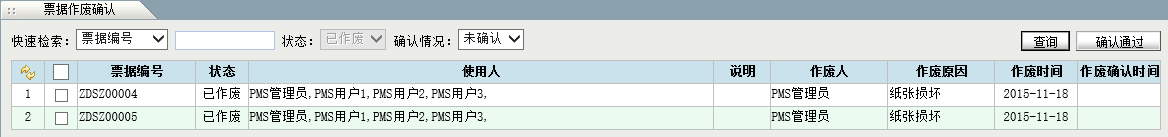 票据作废确认
快速检索: 票据编号 状态: 已作废 确认情况: 未确认 查询 确认通过
票据编号 状态 使用人 说明 作废人 作废原因 作废时间 作废确认时间
1 ZDSZ00004 已作废 PMS管理员,PMS用户1,PMS用户2,PMS用户3, PMS管理员 纸张损坏 2015-11-18
2 ZDSZ00005 已作废 PMS管理员,PMS用户1,PMS用户2,PMS用户3, PMS管理员 纸张损坏 2015-11-18